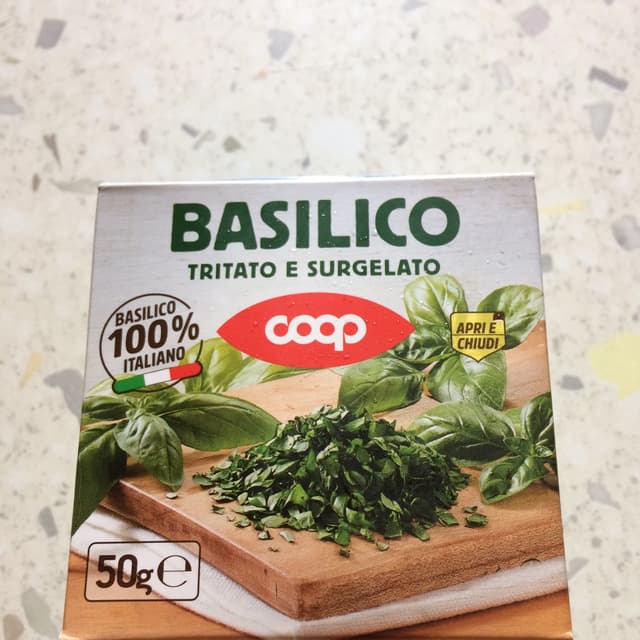 BASILICO
TRITATO E SURGELATO
coop
BASILICO
100%
ITALIANO
APRI E
CHIUDI
50g℮